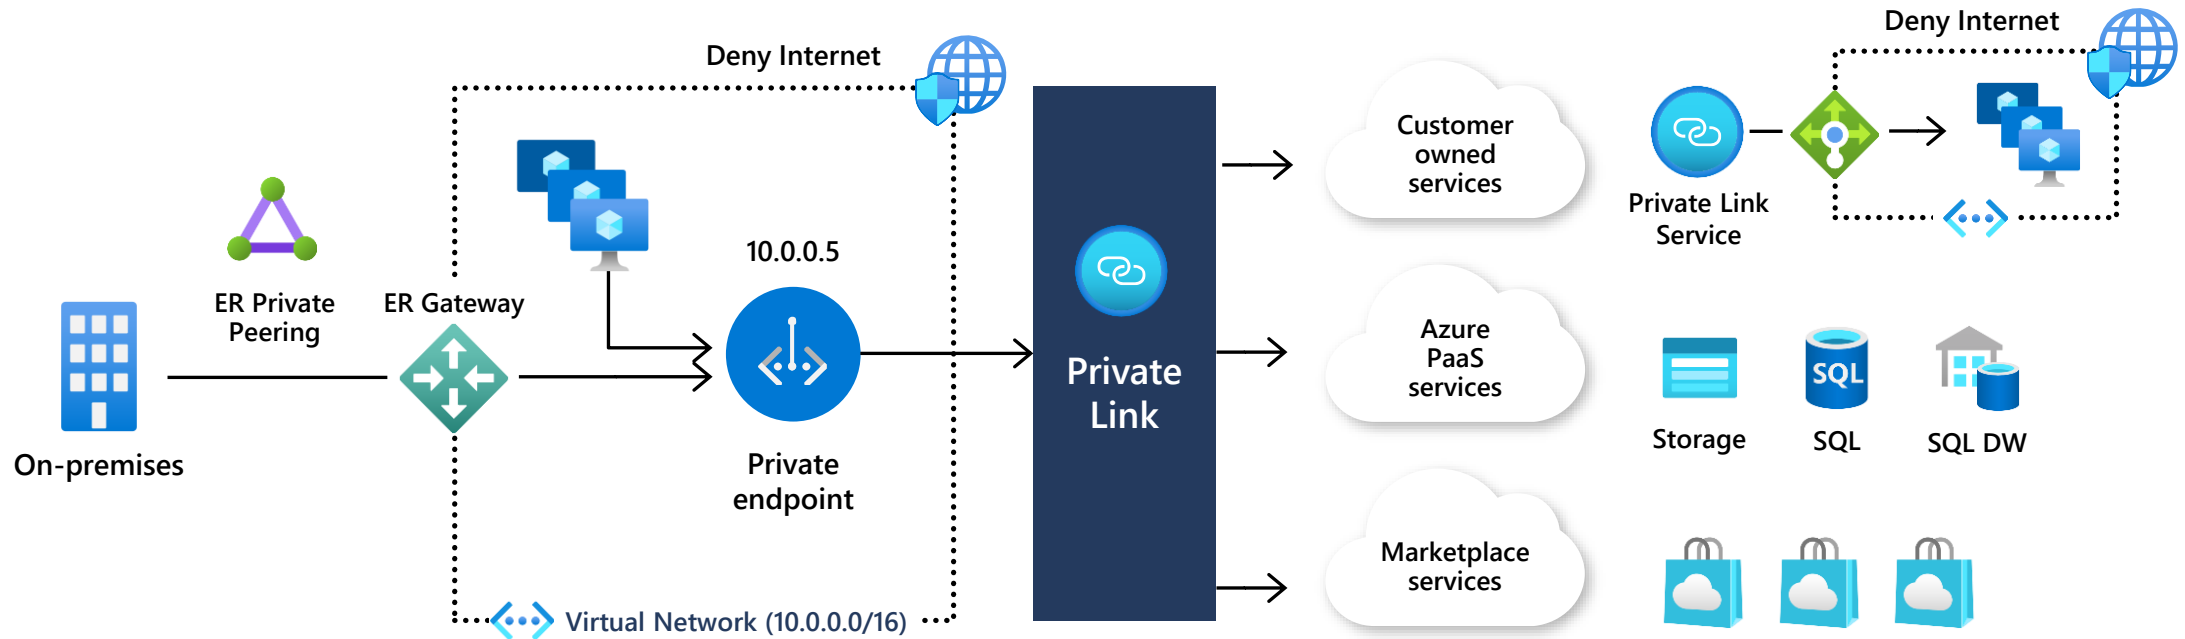 Deny Internet
Deny Internet
Customer
owned
services
Private Link
Service
10.0.0.5
ER Private
Peering
ER Gateway
On-premises
Private
endpoint
Private
Link
Azure
PaaS
services
Storage
SQL
SQL
SQL DW
Marketplace
services
Virtual Network (10.0.0.0/16)